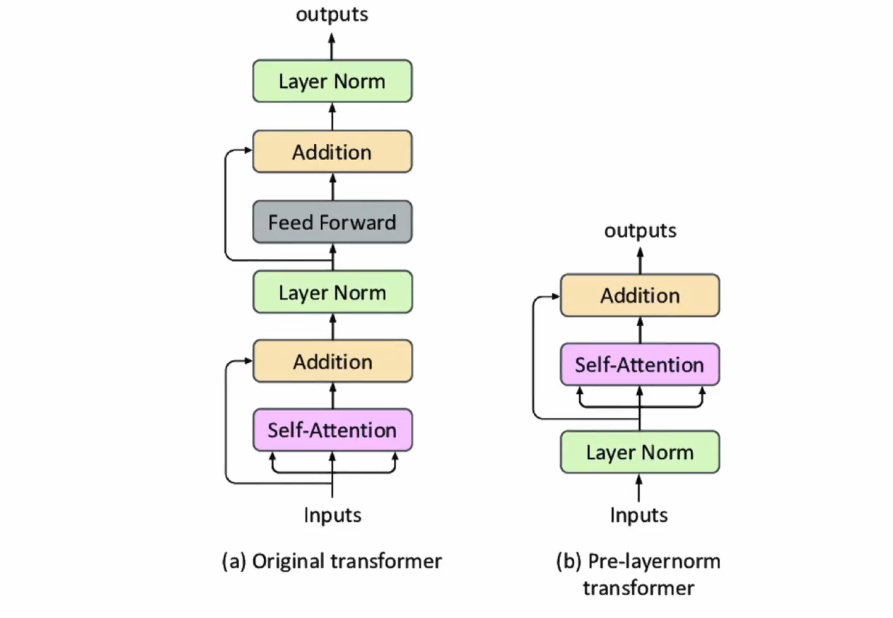 outputs
Layer Norm
Addition
Feed Forward
Layer Norm
Addition
Self-Attention
Inputs
(a) Original transformer
outputs
Addition
Self-Attention
Layer Norm
Inputs
(b) Pre-layernorm
transformer